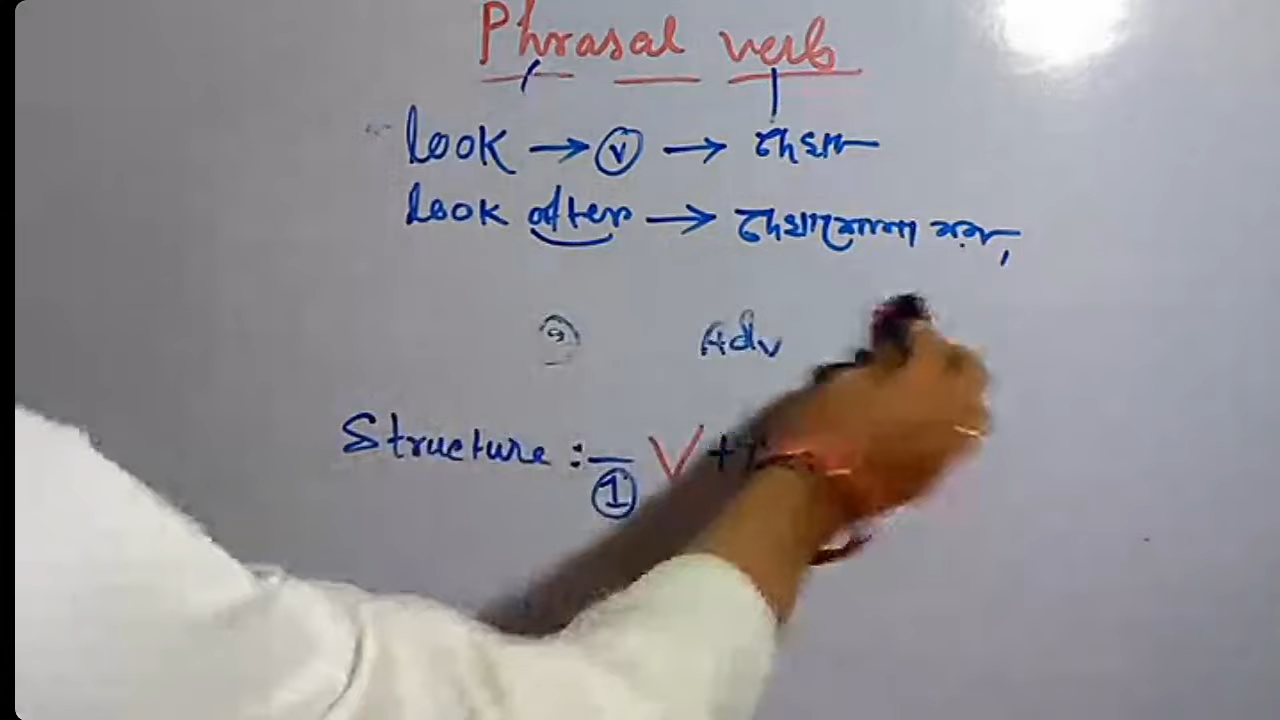 Phrasal verb
look → V → দেখা
look after → দেখাশোনা করা,
Adv
Structure :- V +
1